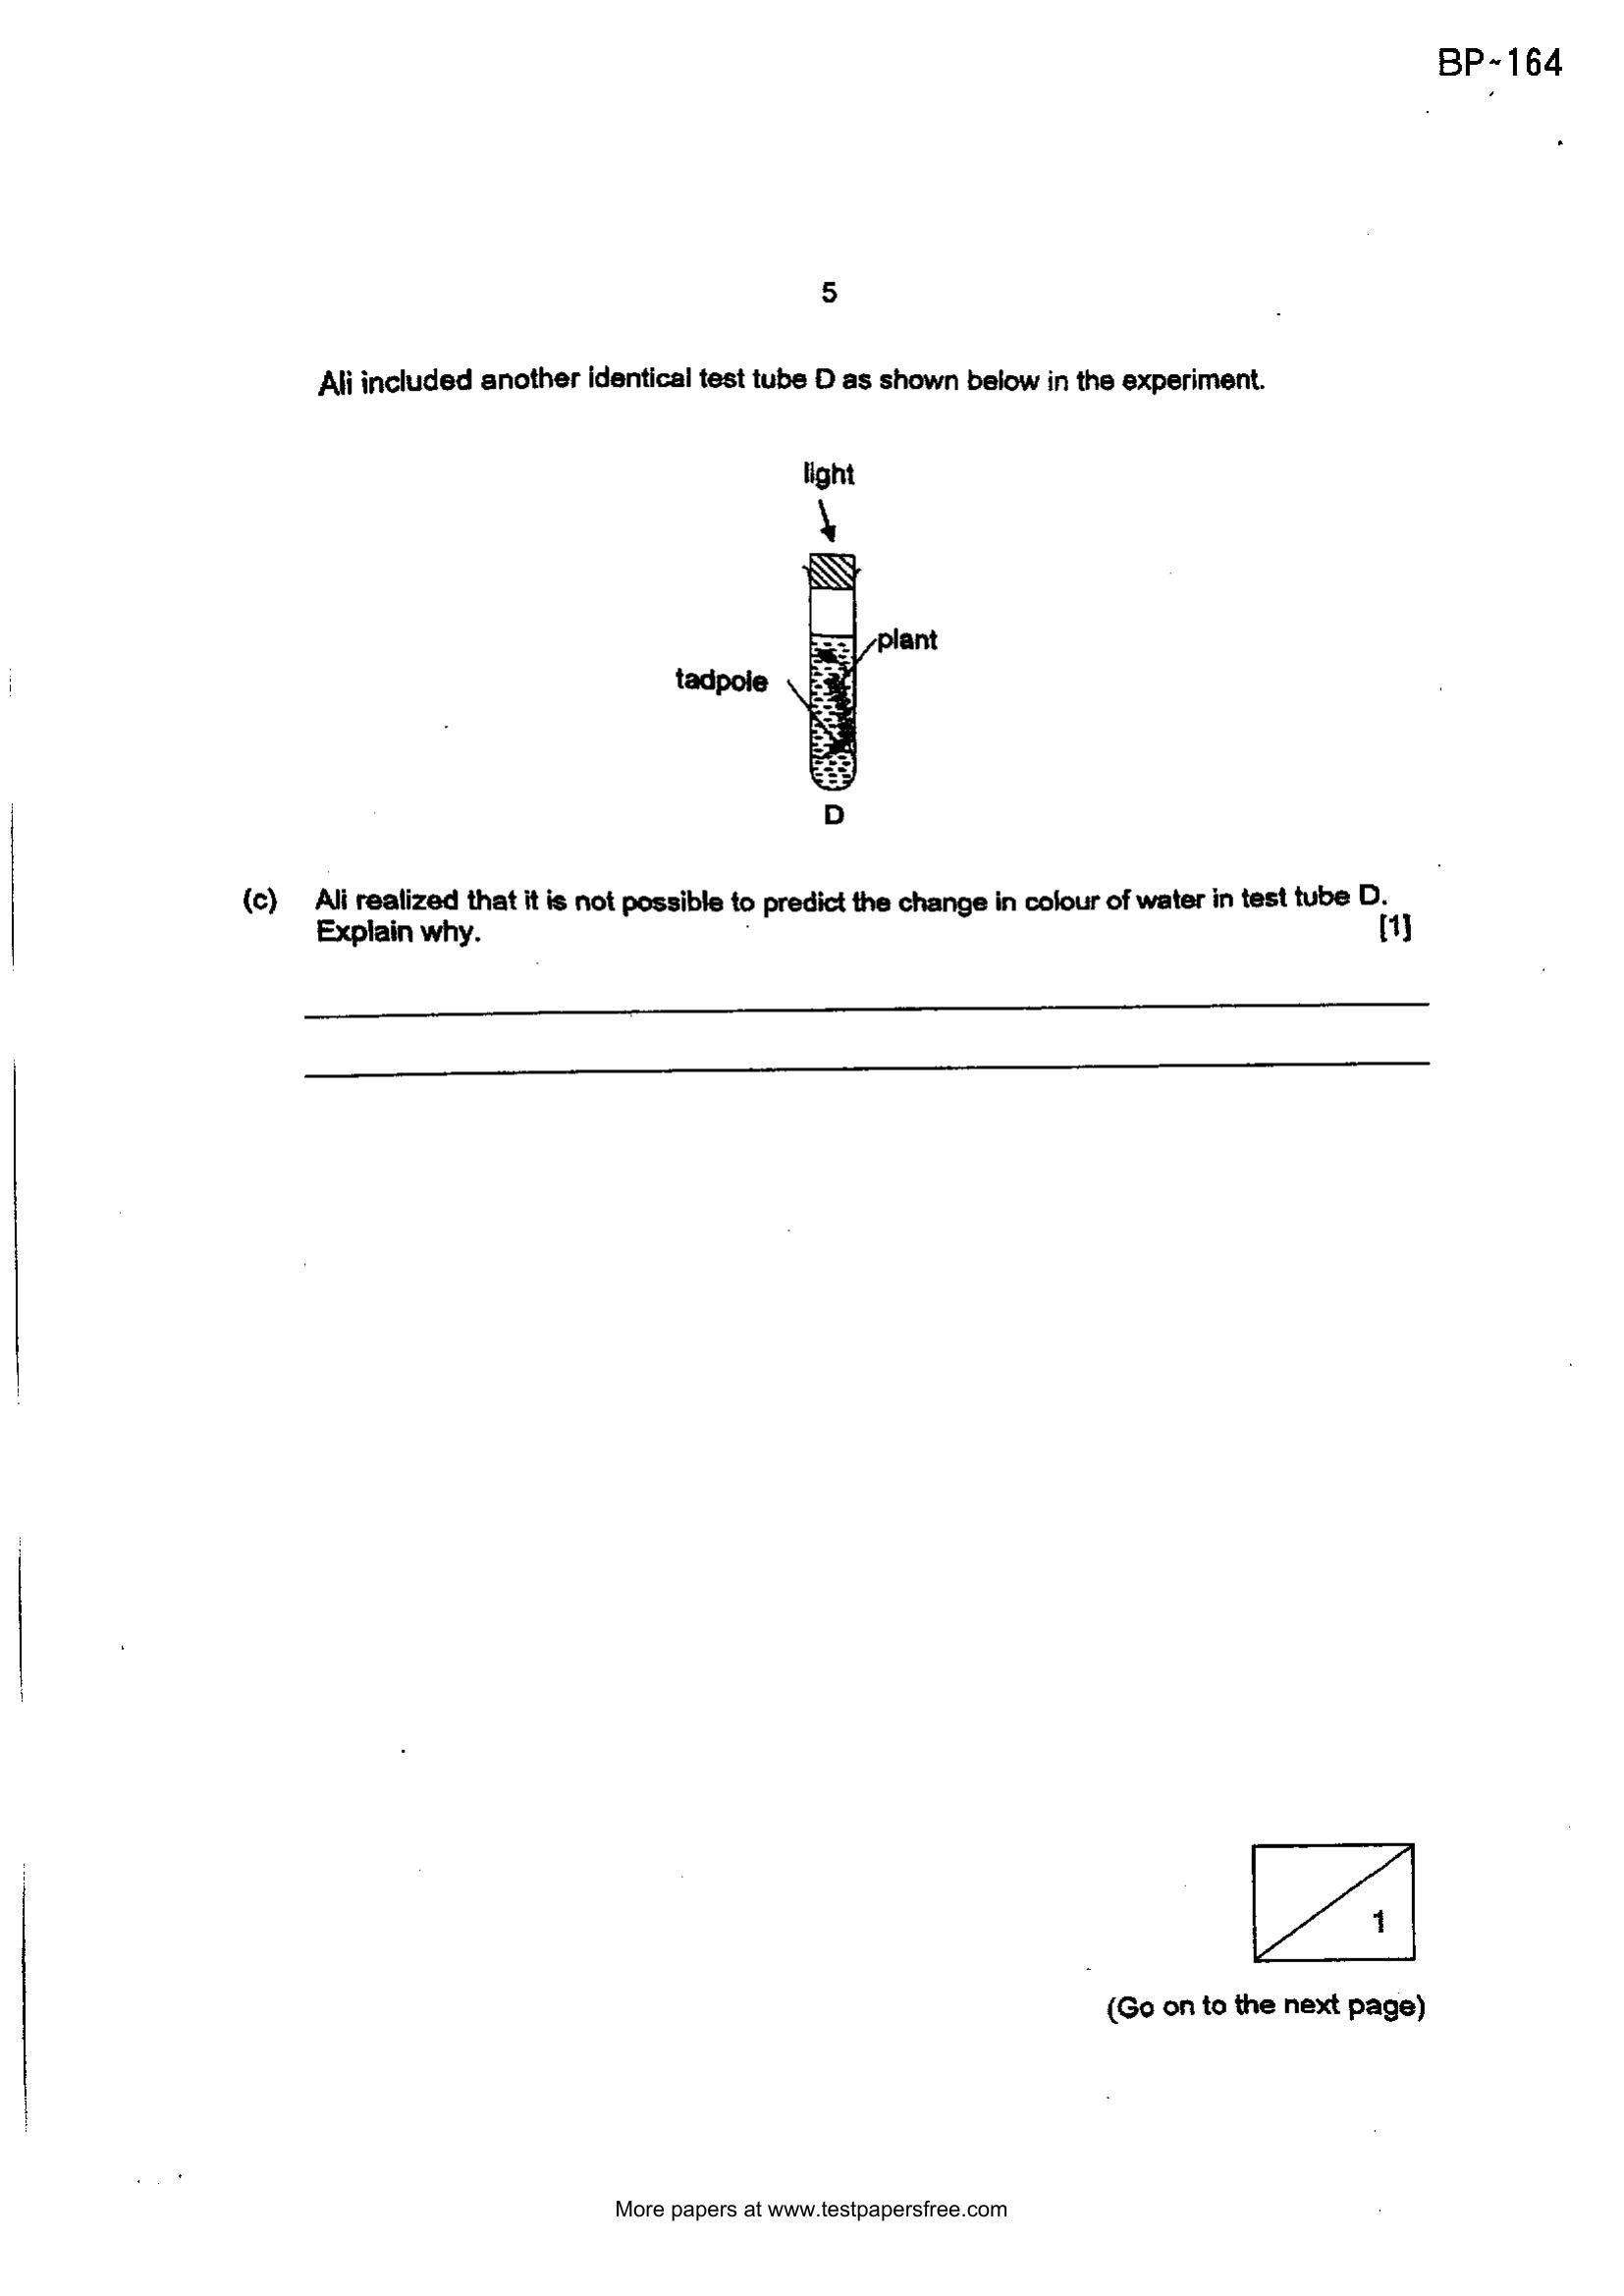 BP~164
5
Ali included another identical test tube D as shown below in the experiment.
light
plant
tadpole
D
(c) Ali realized that it is not possible to predict the change in colour of water in test tube D.
Explain why. [1]
1
(Go on to the next page)
More papers at www.testpapersfree.com